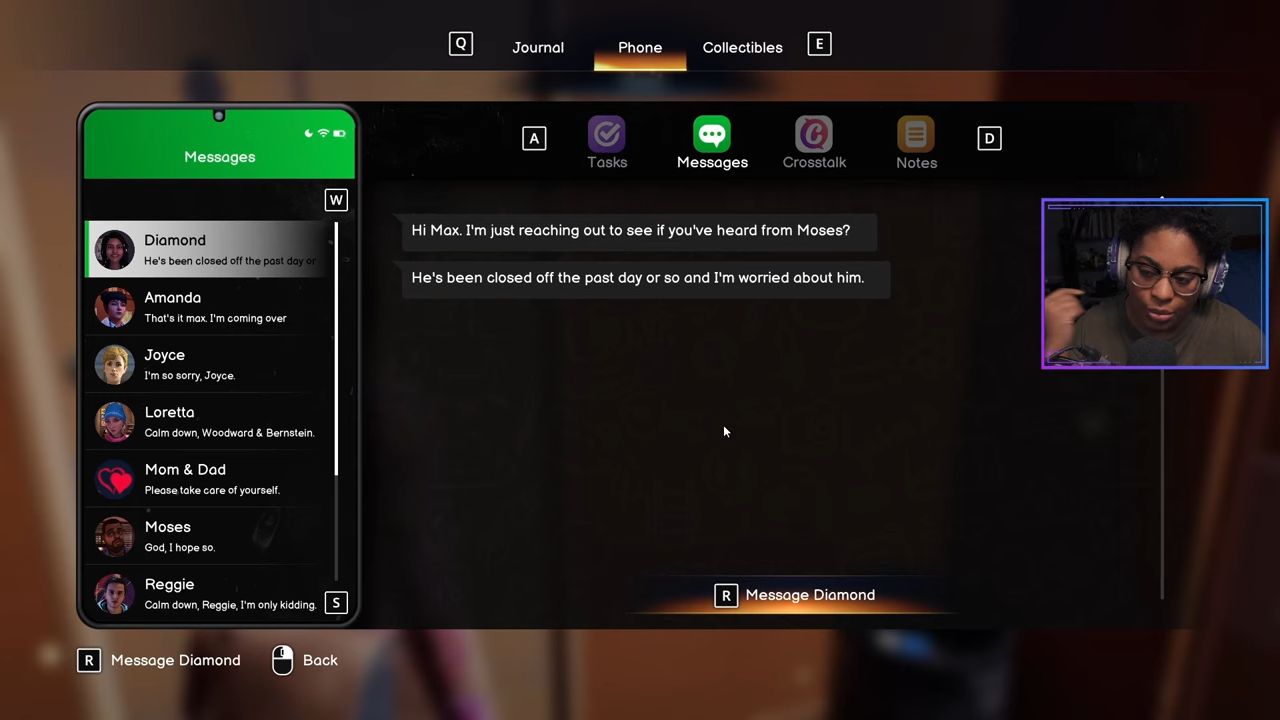 Q
Journal
Phone
Collectibles
E
Messages
W
Diamond
He's been closed off the past day or
Amanda
That's it max. I'm coming over
Joyce
I'm so sorry, Joyce.
Loretta
Calm down, Woodward & Bernstein.
Mom & Dad
Please take care of yourself.
Moses
God, I hope so.
Reggie
Calm down, Reggie, I'm only kidding.
S
A
Tasks
Messages
Crosstalk
Notes
D
Hi Max. I'm just reaching out to see if you've heard from Moses?
He's been closed off the past day or so and I'm worried about him.
R Message Diamond
R Message Diamond
Back